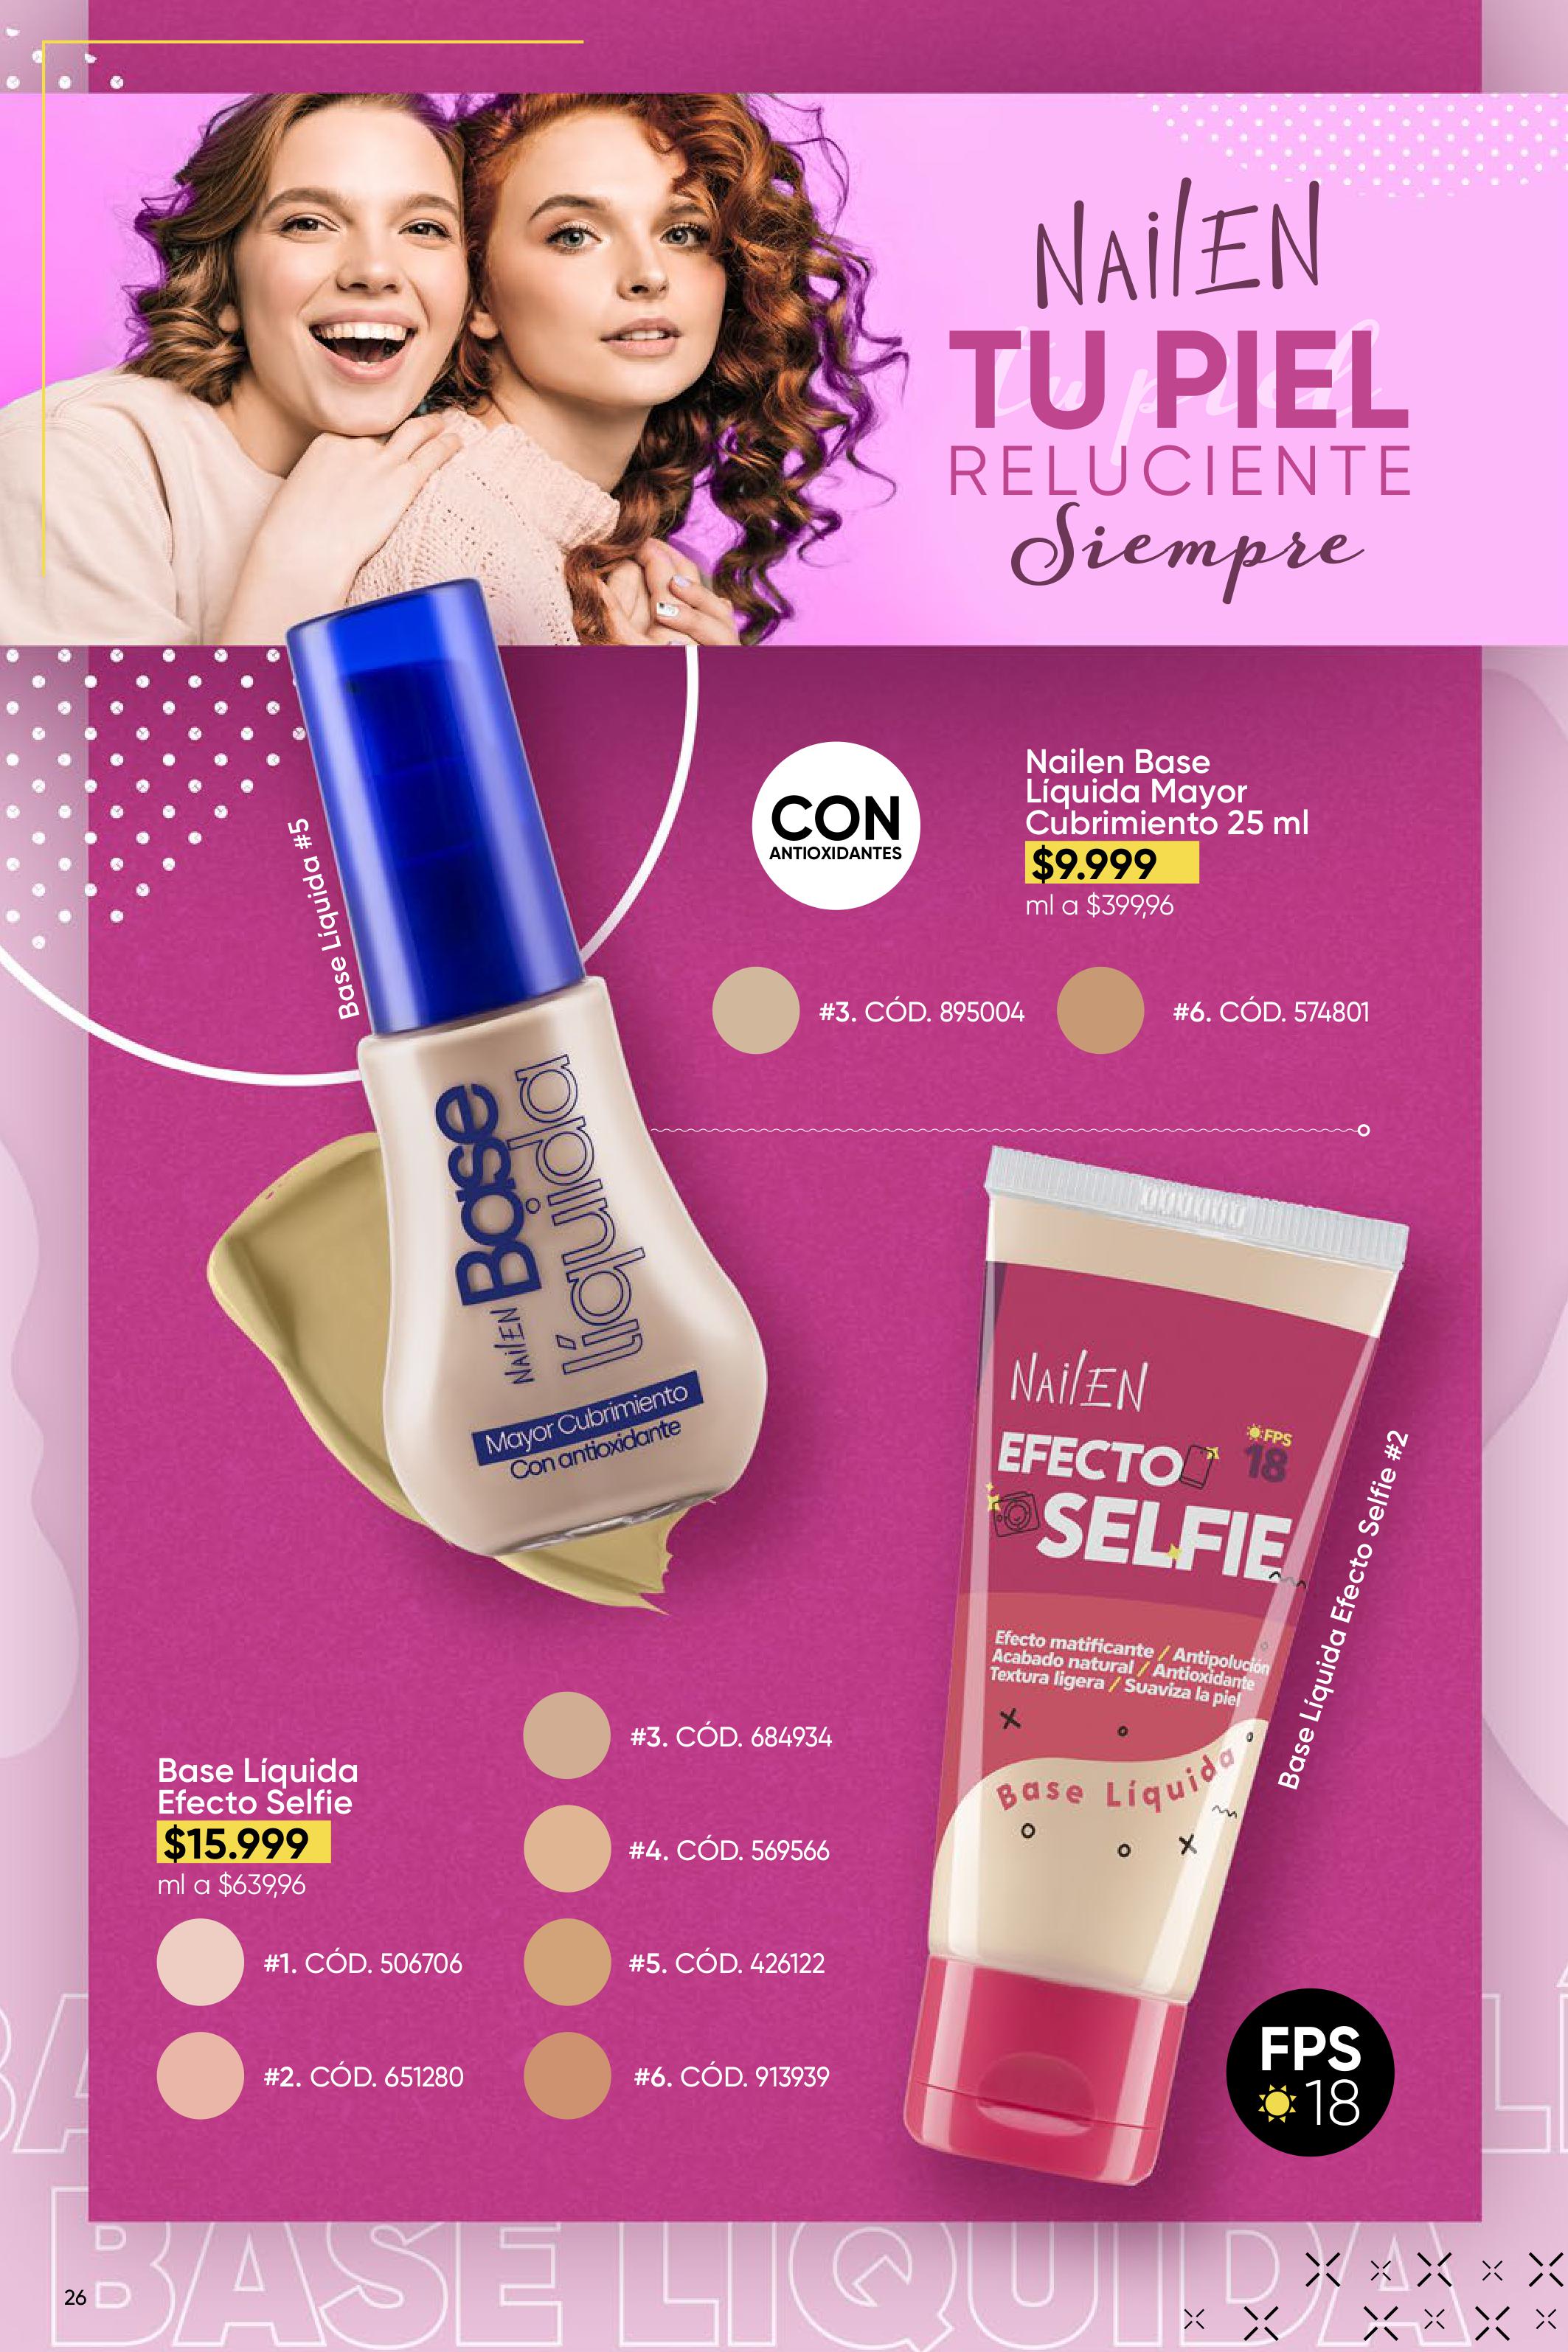 NAilEN
TU PIEL
tu piel
RELUCIENTE
Siempre
Base Líquida #5
CON
ANTIOXIDANTES
Nailen Base
Líquida Mayor
Cubrimiento 25 ml
$9.999
ml a $399,96
#3. CÓD. 895004
#6. CÓD. 574801
NAilEN Base
líquida
Mayor Cubrimiento
Con antioxidante
NAilEN
EFECTO
FPS
18
SELFIE
Efecto matificante / Antipolución
Acabado natural / Antioxidante
Textura ligera / Suaviza la piel
Base Líquida
Base Líquida Efecto Selfie #2
Base Líquida
Efecto Selfie
$15.999
ml a $639,96
#1. CÓD. 506706
#2. CÓD. 651280
#3. CÓD. 684934
#4. CÓD. 569566
#5. CÓD. 426122
#6. CÓD. 913939
FPS
18
BASE LIQUIDA
26